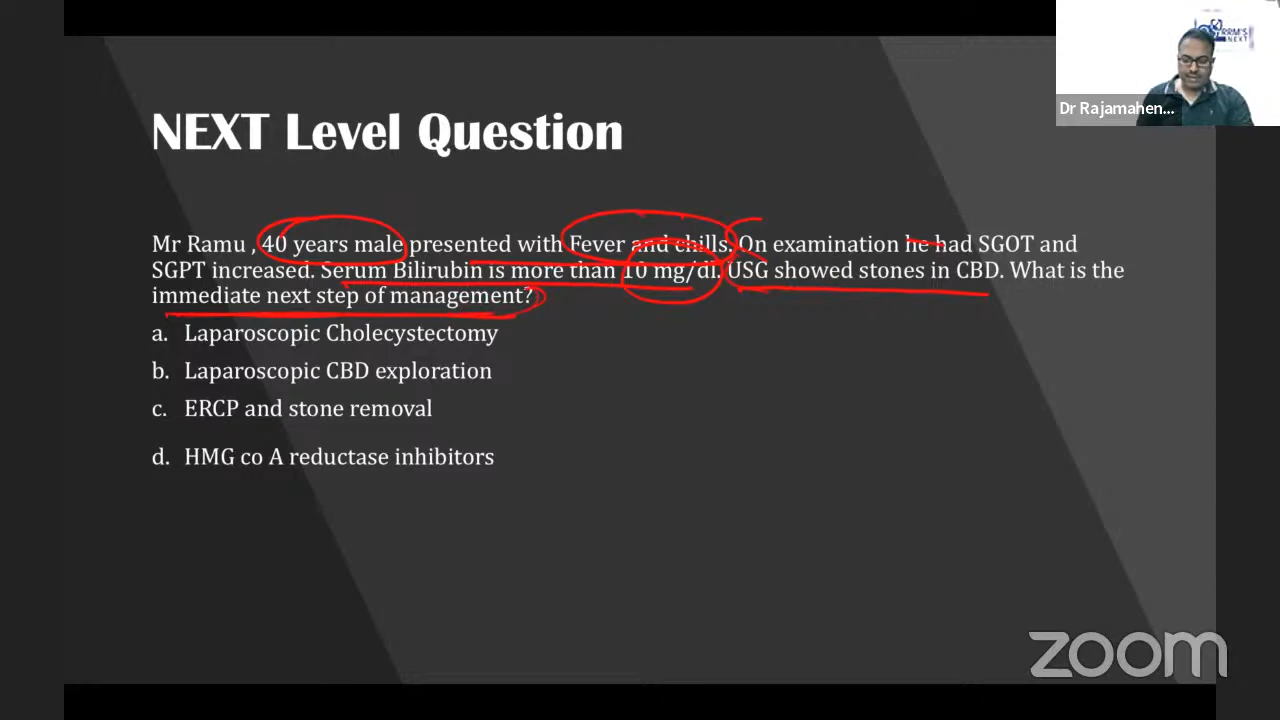 RRM'S
NEXT
Dr Rajamahen...
NEXT Level Question
Mr Ramu , 40 years male presented with Fever and chills. On examination he had SGOT and
SGPT increased. Serum Bilirubin is more than 10 mg/dl. USG showed stones in CBD. What is the
immediate next step of management?
a. Laparoscopic Cholecystectomy
b. Laparoscopic CBD exploration
c. ERCP and stone removal
d. HMG co A reductase inhibitors
zoom